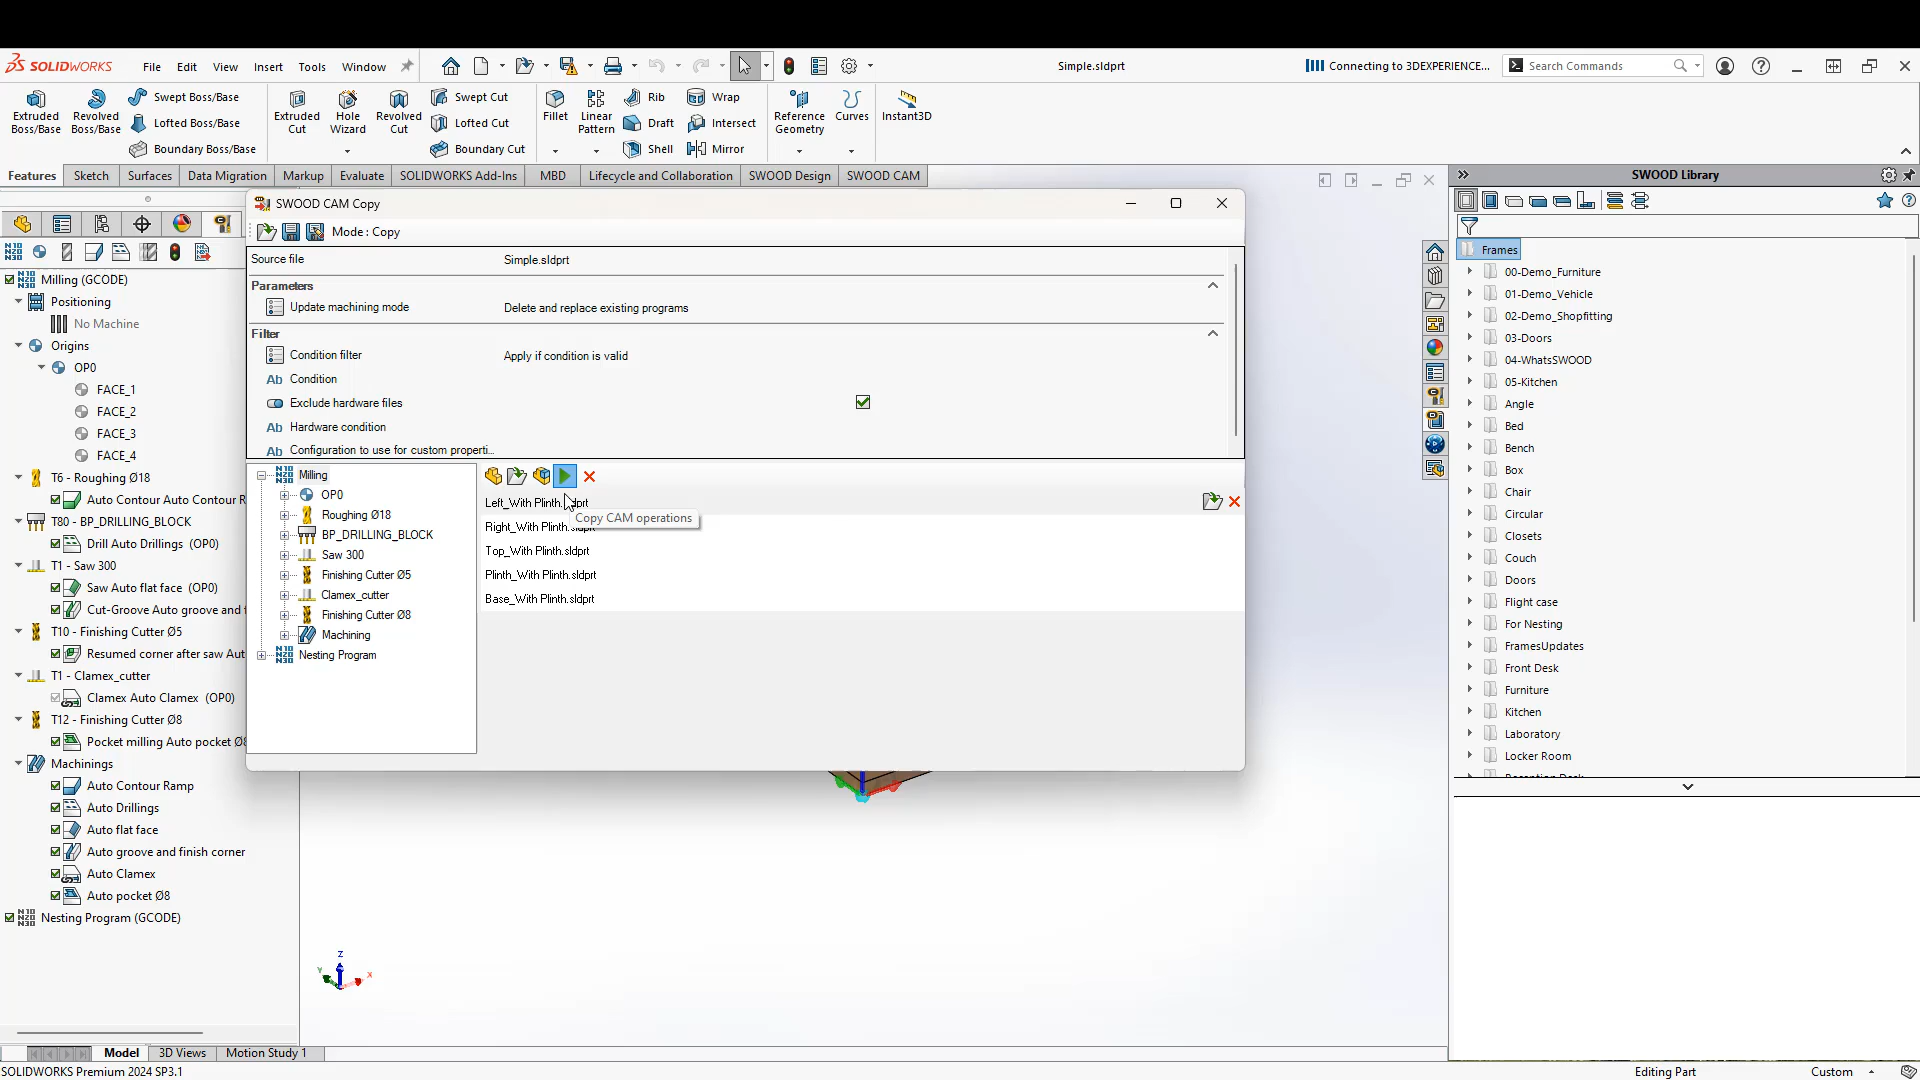 SOLIDWORKS File Edit View Insert Tools Window Simple.sldprt Connecting to 3DEXPERIENCE... Search Commands
Extruded Boss/Base
Revolved Boss/Base
Swept Boss/Base
Lofted Boss/Base
Boundary Boss/Base
Extruded Cut
Hole Wizard
Revolved Cut
Swept Cut
Lofted Cut
Boundary Cut
Fillet
Linear Pattern
Rib
Draft
Shell
Wrap
Intersect
Mirror
Reference Geometry
Curves
Instant3D
Features Sketch Surfaces Data Migration Markup Evaluate SOLIDWORKS Add-Ins MBD Lifecycle and Collaboration SWOOD Design SWOOD CAM
Milling (GCODE)
Positioning
No Machine
Origins
OP0
FACE_1
FACE_2
FACE_3
FACE_4
T6 - Roughing Ø18
Auto Contour Auto Contour R
T80 - BP_DRILLING_BLOCK
Drill Auto Drillings (OP0)
T1 - Saw 300
Saw Auto flat face (OP0)
Cut-Groove Auto groove and f
T10 - Finishing Cutter Ø5
Resumed corner after saw Aut
T1 - Clamex_cutter
Clamex Auto Clamex (OP0)
T12 - Finishing Cutter Ø8
Pocket milling Auto pocket Ø8
Machinings
Auto Contour Ramp
Auto Drillings
Auto flat face
Auto groove and finish corner
Auto Clamex
Auto pocket Ø8
Nesting Program (GCODE)
SWOOD CAM Copy
Mode : Copy
Source file Simple.sldprt
Parameters
Update machining mode Delete and replace existing programs
Filter
Condition filter Apply if condition is valid
Ab Condition
Exclude hardware files
Ab Hardware condition
Ab Configuration to use for custom properti...
Milling
OP0
Roughing Ø18
BP_DRILLING_BLOCK
Saw 300
Finishing Cutter Ø5
Clamex_cutter
Finishing Cutter Ø8
Machining
Nesting Program
Left_With Plinth.sldprt
Copy CAM operations
Right_With Plinth.sldprt
Top_With Plinth.sldprt
Plinth_With Plinth.sldprt
Base_With Plinth.sldprt
SWOOD Library
Frames
00-Demo_Furniture
01-Demo_Vehicle
02-Demo_Shopfitting
03-Doors
04-WhatsSWOOD
05-Kitchen
Angle
Bed
Bench
Box
Chair
Circular
Closets
Couch
Doors
Flight case
For Nesting
FramesUpdates
Front Desk
Furniture
Kitchen
Laboratory
Locker Room
Z
Y
X
Model 3D Views Motion Study 1
SOLIDWORKS Premium 2024 SP3.1 Editing Part Custom